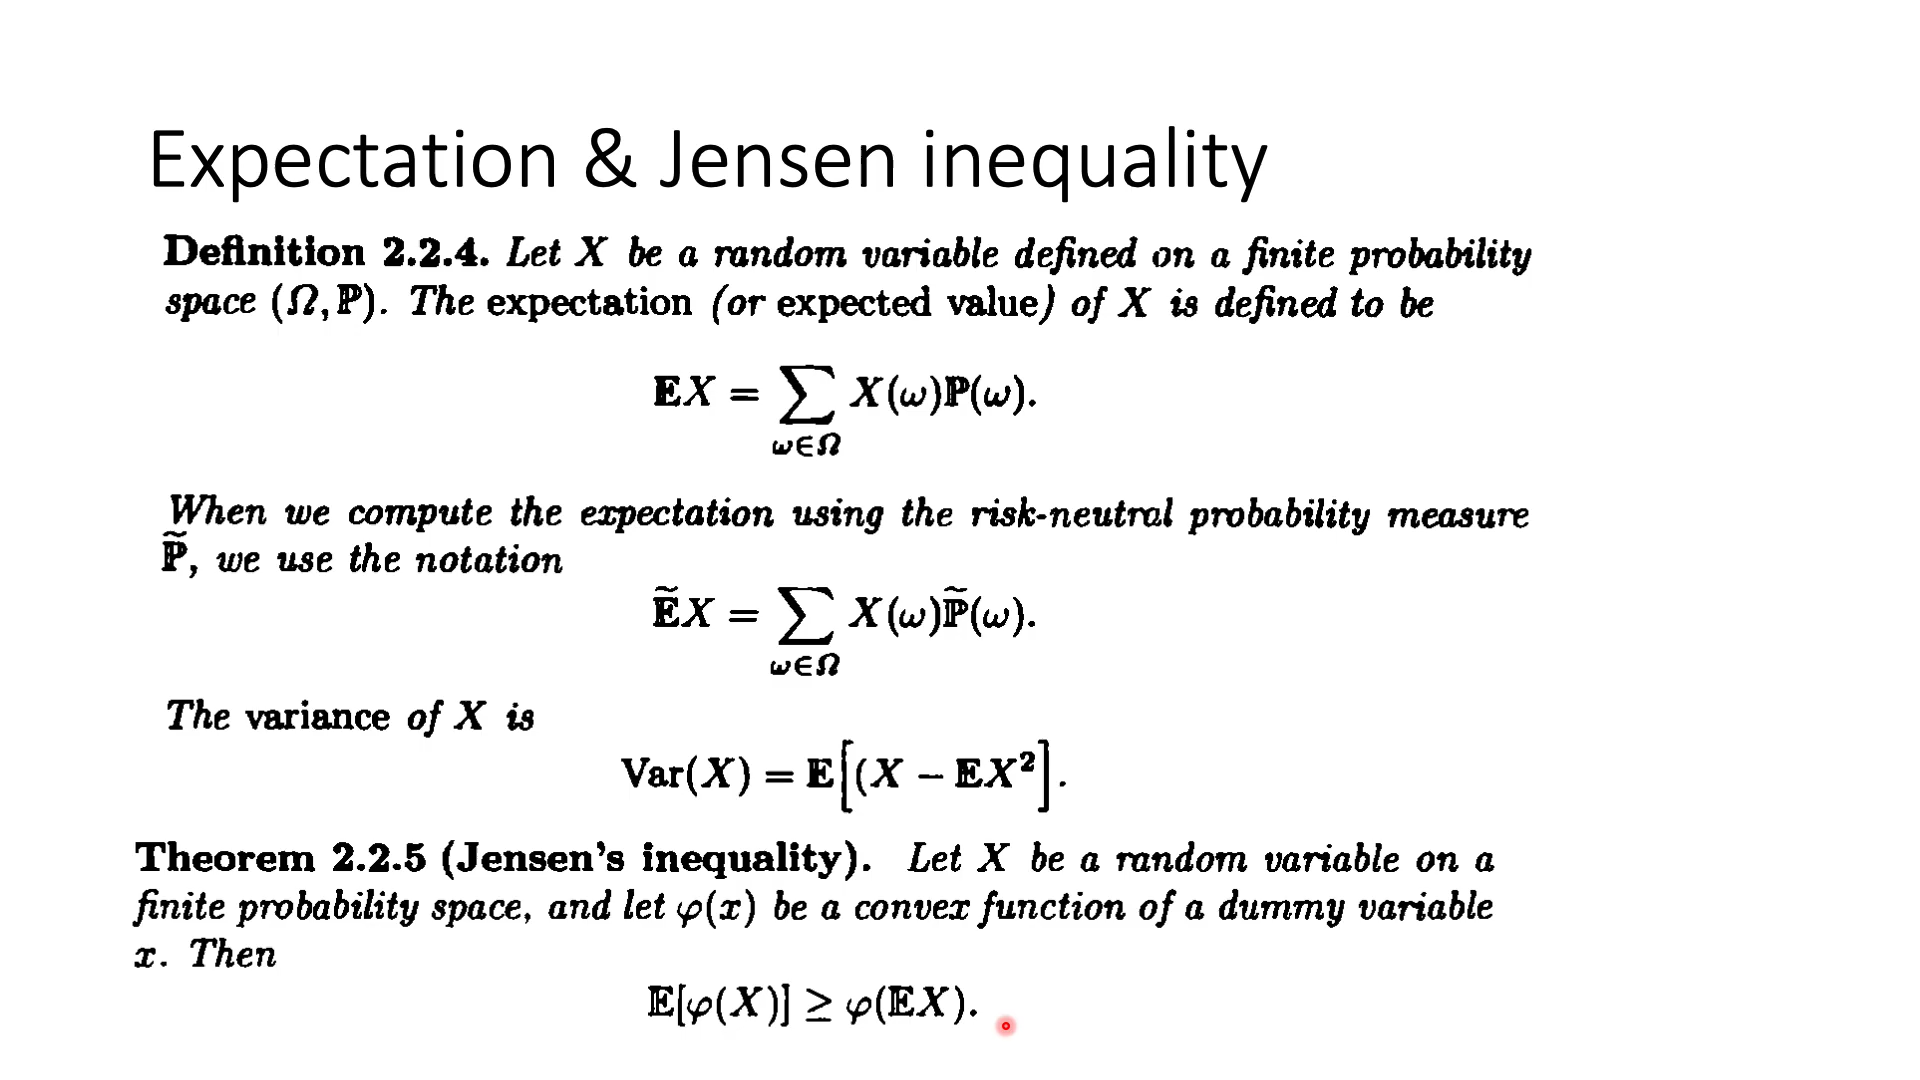 Expectation & Jensen inequality
Definition 2.2.4. Let X be a random variable defined on a finite probability
space (Ω, ℙ). The expectation (or expected value) of X is defined to be
𝔼X = ∑ X(ω)ℙ(ω).
ω∈Ω
When we compute the expectation using the risk-neutral probability measure
ℙ̃, we use the notation
𝔼̃X = ∑ X(ω)ℙ̃(ω).
ω∈Ω
The variance of X is
Var(X) = 𝔼[(X − 𝔼X²].
Theorem 2.2.5 (Jensen's inequality). Let X be a random variable on a
finite probability space, and let φ(x) be a convex function of a dummy variable
x. Then
𝔼[φ(X)] ≥ φ(𝔼X).